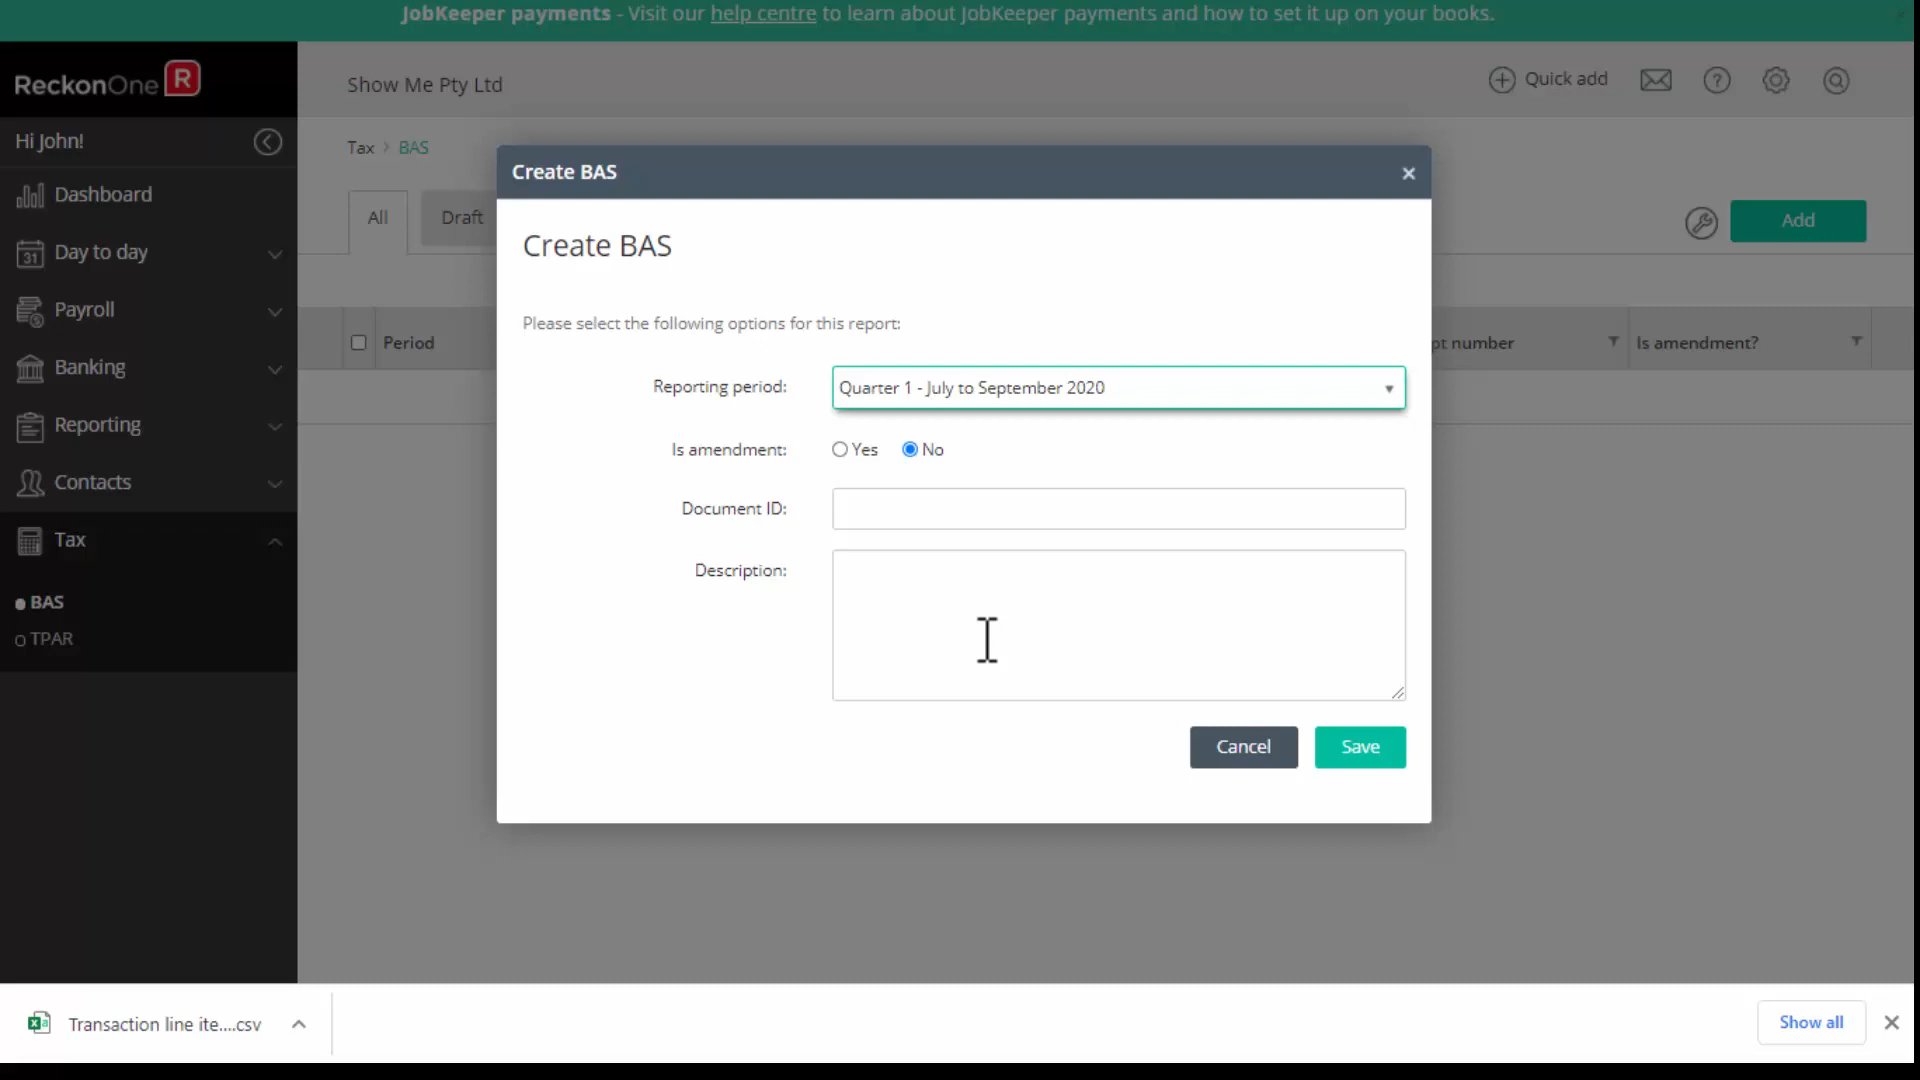 JobKeeper payments - Visit our help centre to learn about JobKeeper payments and how to set it up on your books.
ReckonOne R
Show Me Pty Ltd
Quick add
Hi John!
Tax > BAS
Dashboard
Day to day
31
Payroll
Banking
Reporting
Contacts
Tax
BAS
TPAR
All
Draft
Add
Period
pt number
Is amendment?
Create BAS
×
Create BAS
Please select the following options for this report:
Reporting period:
Quarter 1 - July to September 2020
Is amendment:
Yes
No
Document ID:
Description:
Cancel
Save
Transaction line ite....csv
Show all